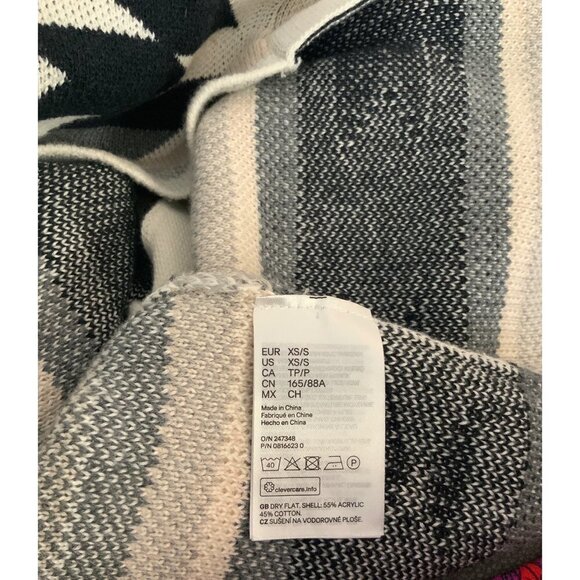 EUR XS/S
US XS/S
CA TP/P
CN 165/88A
MX CH
Made in China
Fabriqué en Chine
Hecho en China
O/N 247348
P/N 0816623 0
40 P
clevercare.info
GB DRY FLAT. SHELL: 55% ACRYLIC
45% COTTON.
CZ SUŠENÍ NA VODOROVNÉ PLOŠE.